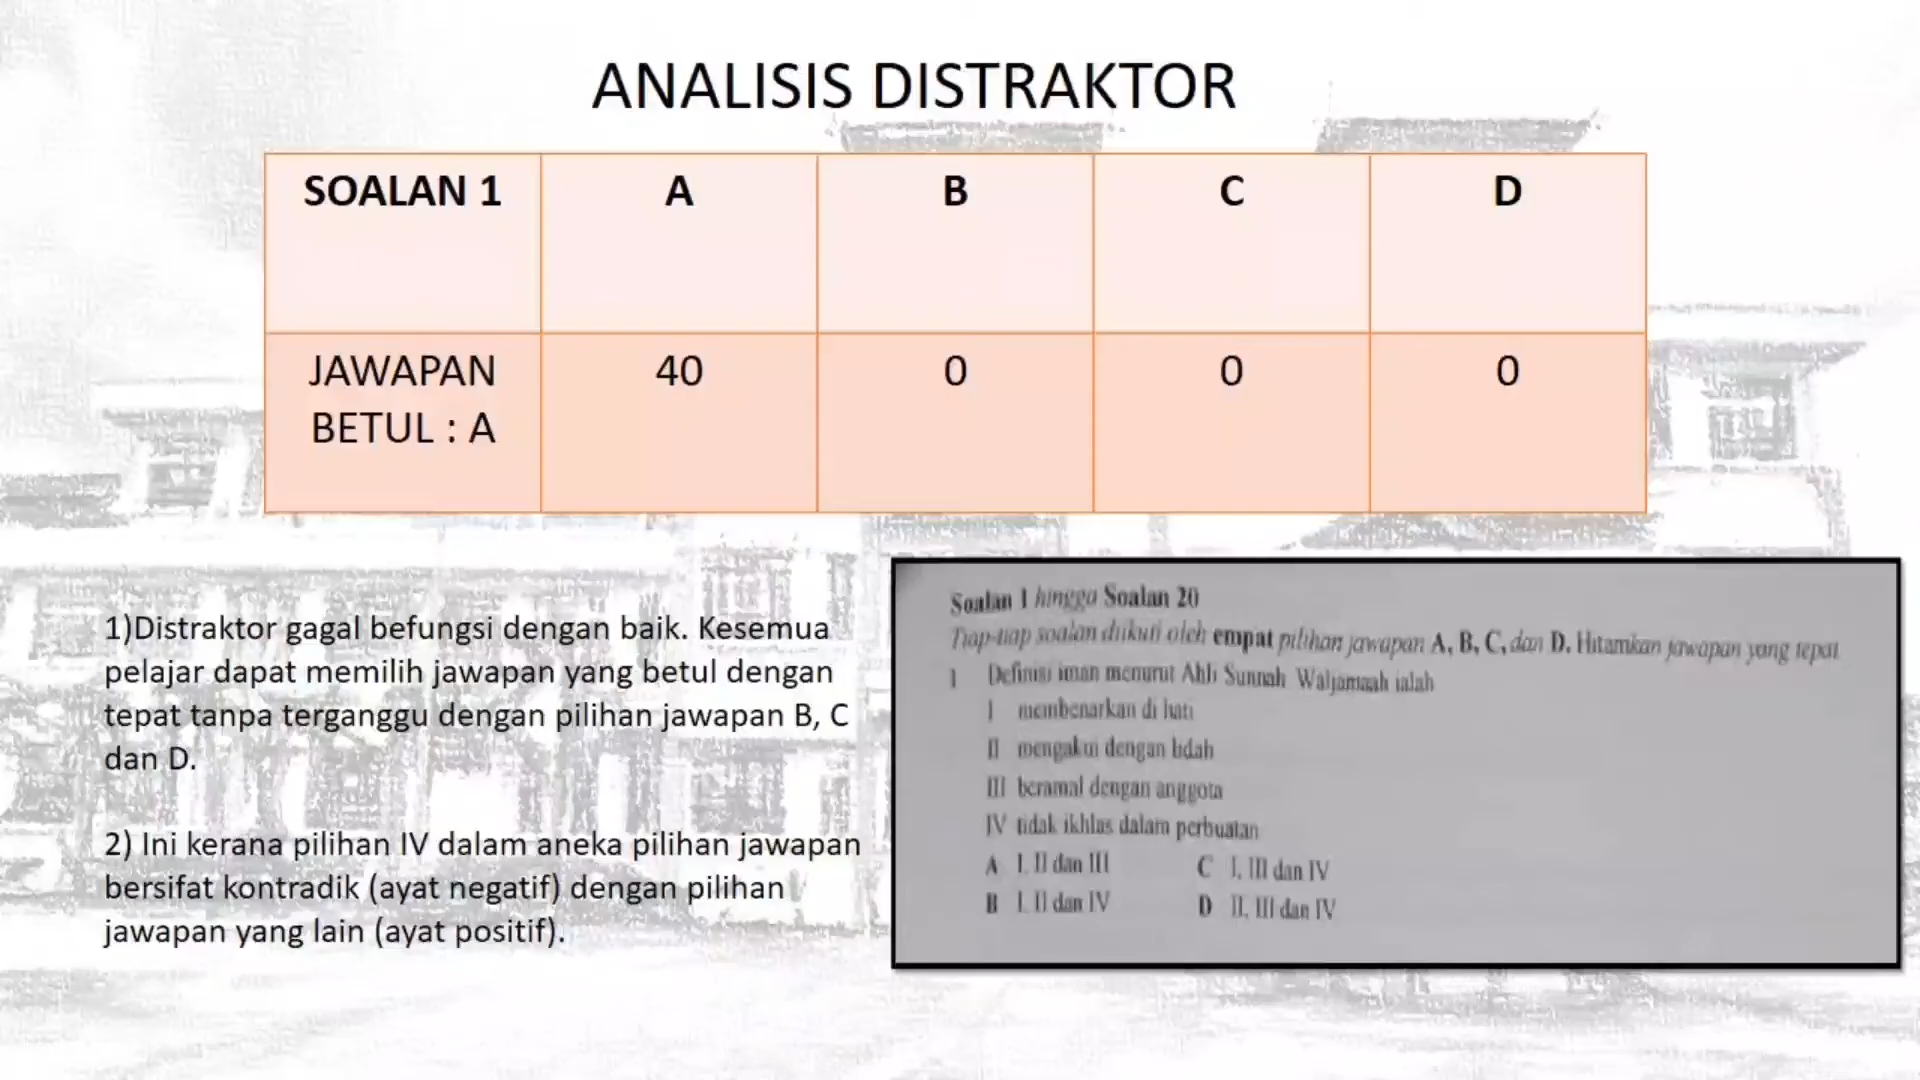 ANALISIS DISTRAKTOR
SOALAN 1 A B C D
JAWAPAN 40 0 0 0
BETUL : A
1)Distraktor gagal befungsi dengan baik. Kesemua
pelajar dapat memilih jawapan yang betul dengan
tepat tanpa terganggu dengan pilihan jawapan B, C
dan D.
2) Ini kerana pilihan IV dalam aneka pilihan jawapan
bersifat kontradik (ayat negatif) dengan pilihan
jawapan yang lain (ayat positif).
Soalan 1 hingga Soalan 20
Tiap-tiap soalan diikuti oleh empat pilihan jawapan A, B, C, dan D. Hitamkan jawapan yang tepat
1 Definisi iman menurut Ahli Sunnah Waljamaah ialah
I membenarkan di hati
II mengakui dengan lidah
III beramal dengan anggota
IV tidak ikhlas dalam perbuatan
A I, II dan III C I, III dan IV
B I, II dan IV D II, III dan IV